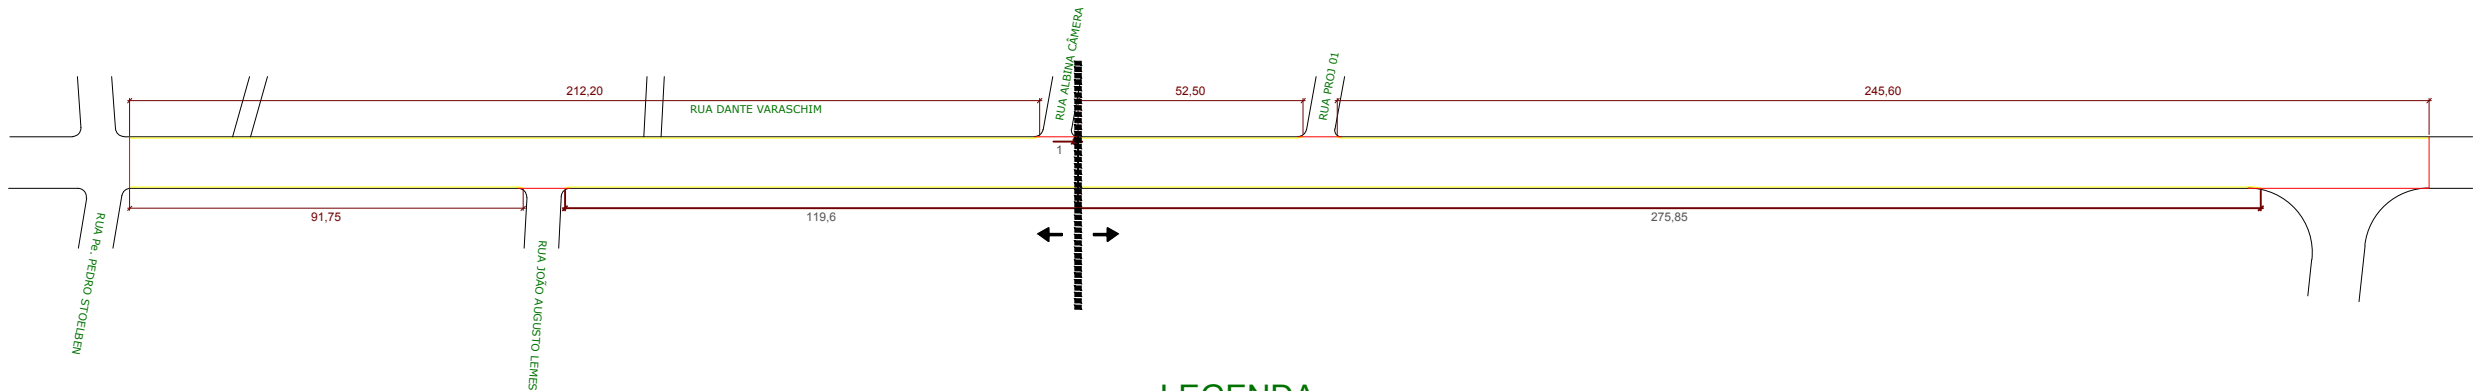 RUA ALBINA CÂMERA
RUA PROJ 01
212,20
52,50
245,60
RUA DANTE VARASCHIM
1
91,75
119,6
275,85
RUA Pe. PEDRO STOELBEN
RUA JOÃO AUGUSTO LEMES
LEGENDA